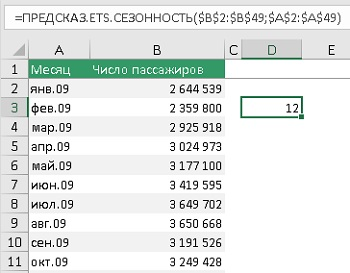 =ПРЕДСКАЗ.ETS.СЕЗОННОСТЬ($B$2:$B$49;$A$2:$A$49)
A B C D E
1 Месяц Число пассажиров
2 янв.09 2 644 539
3 фев.09 2 359 800 12
4 мар.09 2 925 918
5 апр.09 3 024 973
6 май.09 3 177 100
7 июн.09 3 419 595
8 июл.09 3 649 702
9 авг.09 3 650 668
10 сен.09 3 191 526
11 окт.09 3 249 428